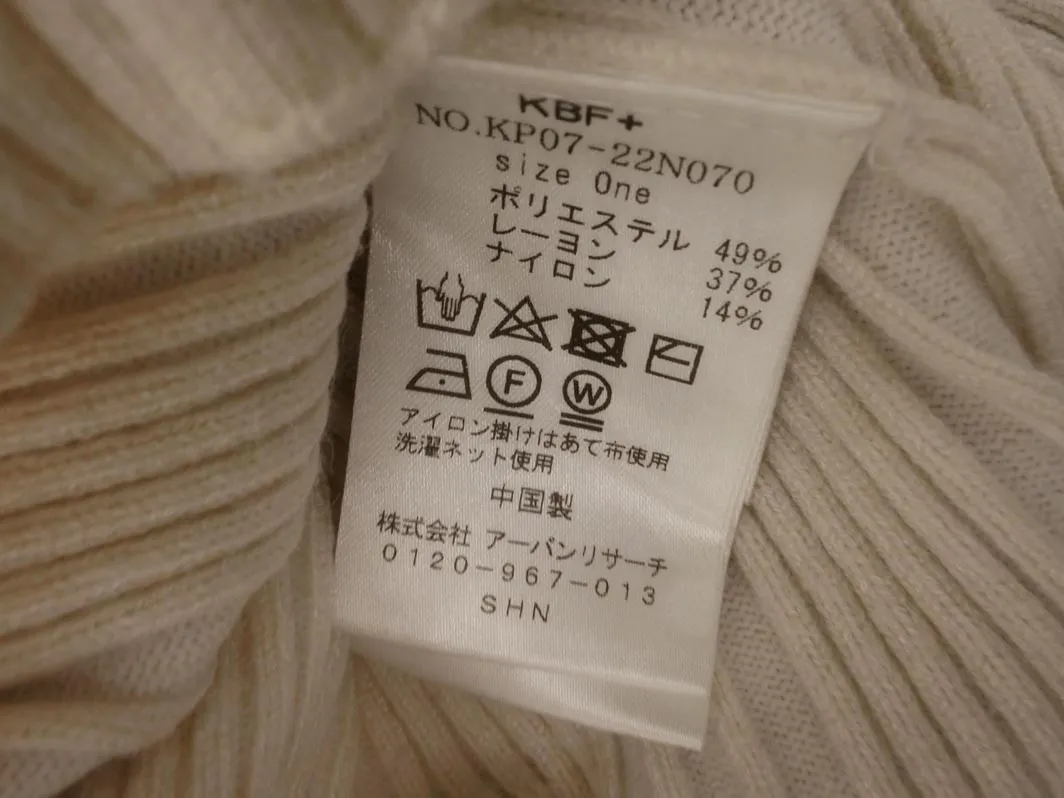 KBF+
NO.KP07-22N070
size One
ポリエステル 49%
レーヨン 37%
ナイロン 14%
F W
アイロン掛けはあて布使用
洗濯ネット使用
中国製
株式会社 アーバンリサーチ
0120-967-013
SHN